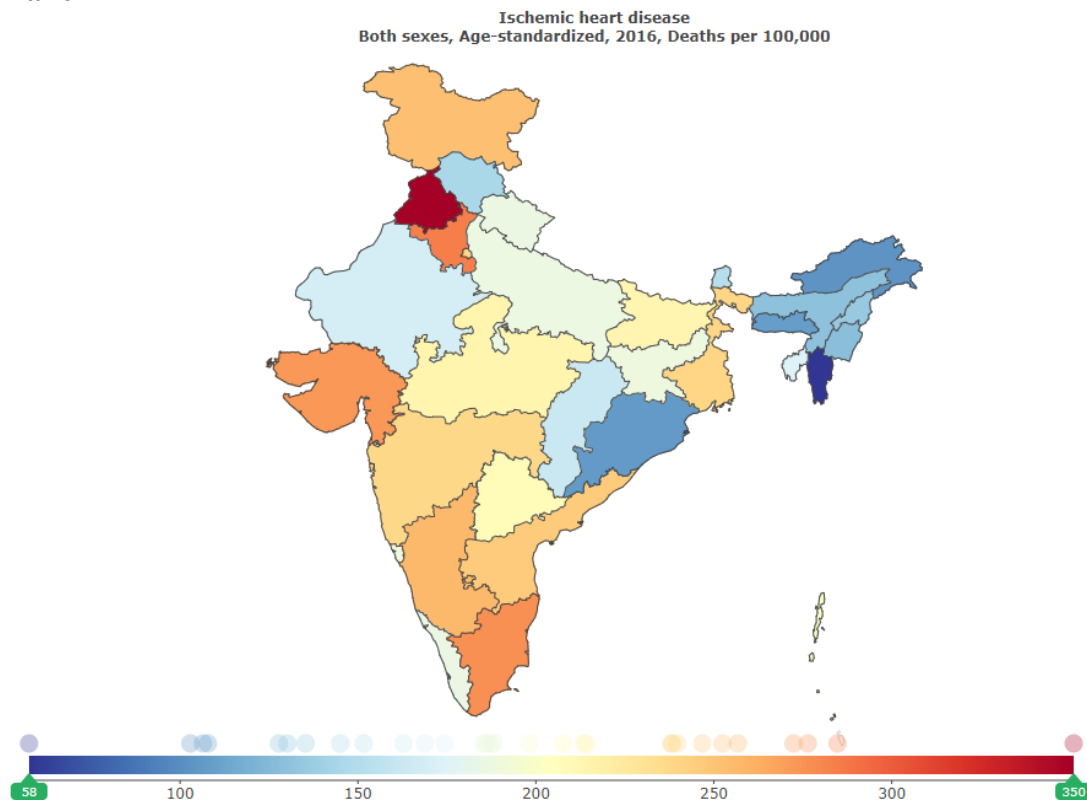 Ischemic heart disease
Both sexes, Age-standardized, 2016, Deaths per 100,000
58 100 150 200 250 300 350